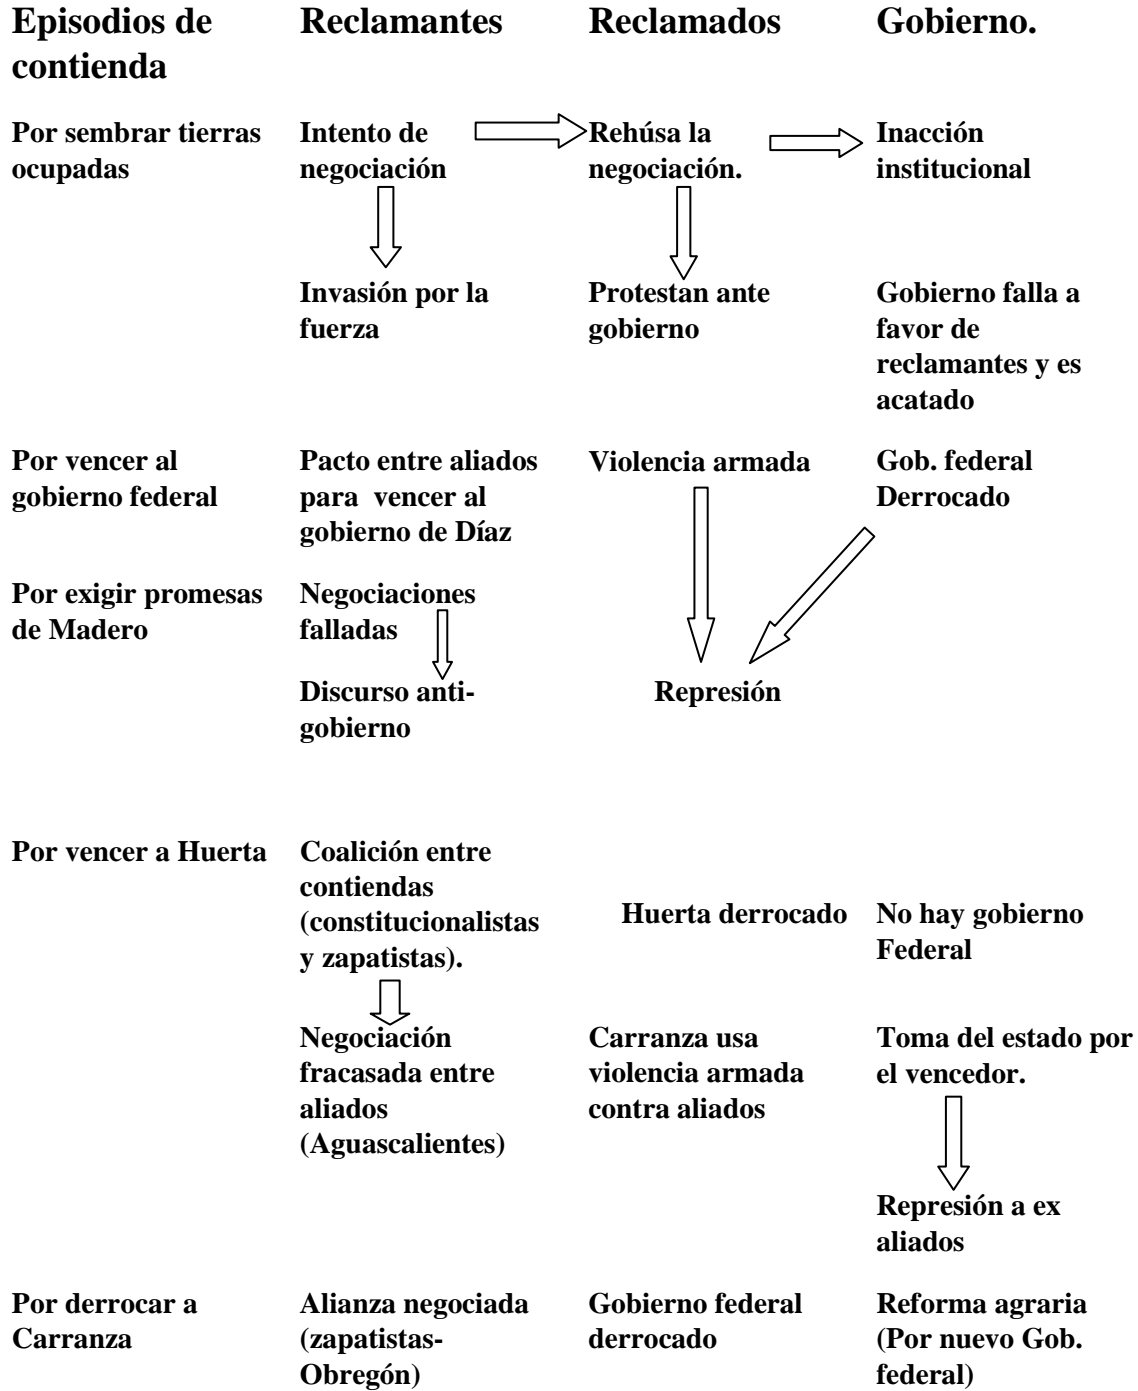 Episodios de
contienda
Reclamantes
Reclamados
Gobierno.
Por sembrar tierras
ocupadas
Intento de
negociación
Rehúsa la
negociación.
Inacción
institucional
Invasión por la
fuerza
Protestan ante
gobierno
Gobierno falla a
favor de
reclamantes y es
acatado
Por vencer al
gobierno federal
Pacto entre aliados
para vencer al
gobierno de Díaz
Violencia armada
Gob. federal
Derrocado
Por exigir promesas
de Madero
Negociaciones
falladas
Discurso anti-
gobierno
Represión
Por vencer a Huerta
Coalición entre
contiendas
(constitucionalistas
y zapatistas).
Huerta derrocado
No hay gobierno
Federal
Negociación
fracasada entre
aliados
(Aguascalientes)
Carranza usa
violencia armada
contra aliados
Toma del estado por
el vencedor.
Represión a ex
aliados
Por derrocar a
Carranza
Alianza negociada
(zapatistas-
Obregón)
Gobierno federal
derrocado
Reforma agraria
(Por nuevo Gob.
federal)